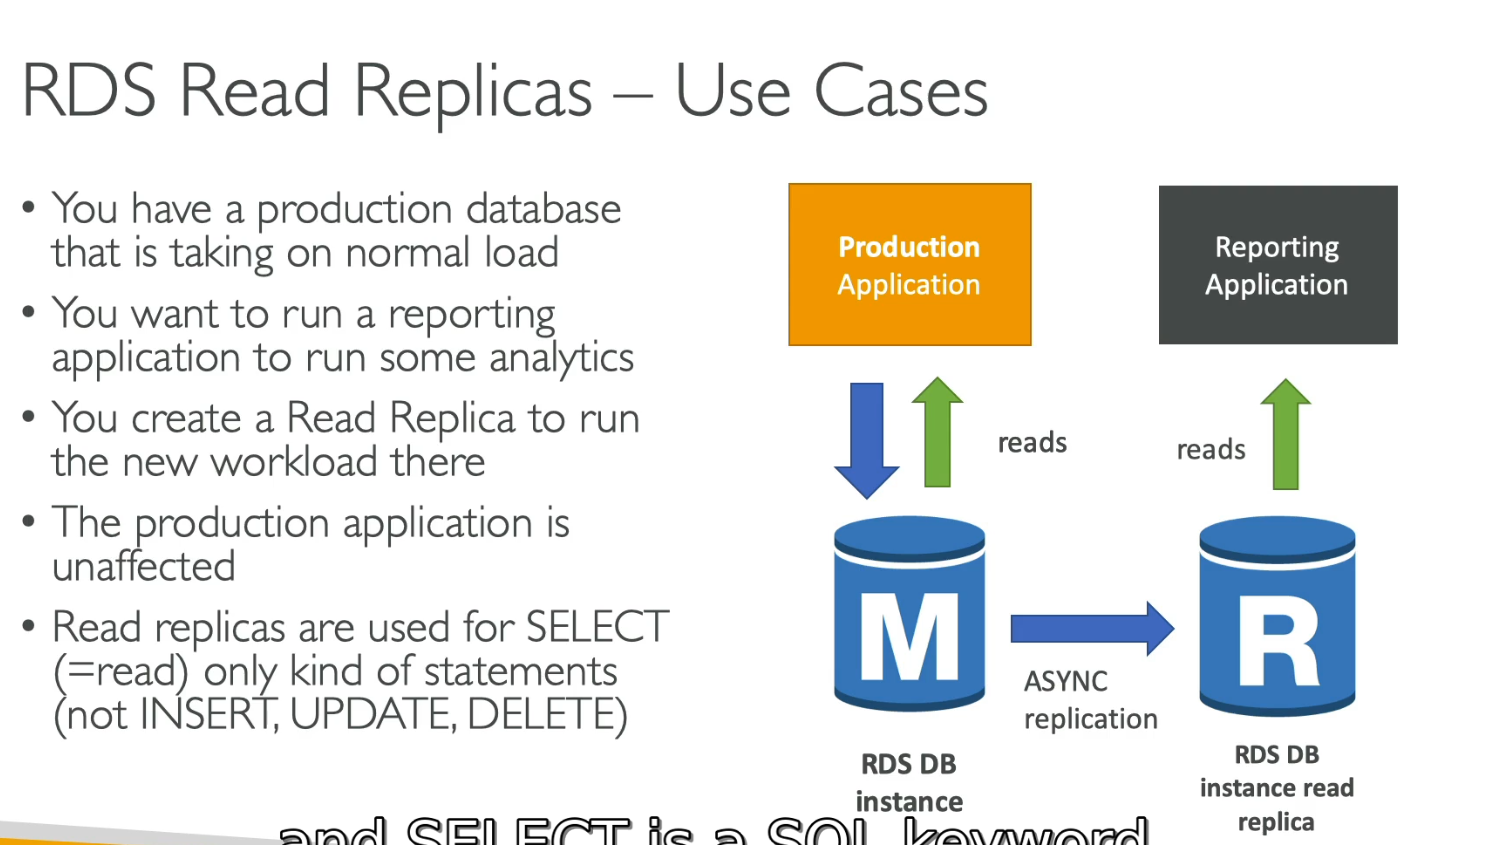 RDS Read Replicas – Use Cases
• You have a production database
that is taking on normal load
• You want to run a reporting
application to run some analytics
• You create a Read Replica to run
the new workload there
• The production application is
unaffected
• Read replicas are used for SELECT
(=read) only kind of statements
(not INSERT, UPDATE, DELETE)
Production
Application
Reporting
Application
reads
reads
M
R
ASYNC
replication
RDS DB
instance
RDS DB
instance read
replica
and SELECT is a SQL keyword